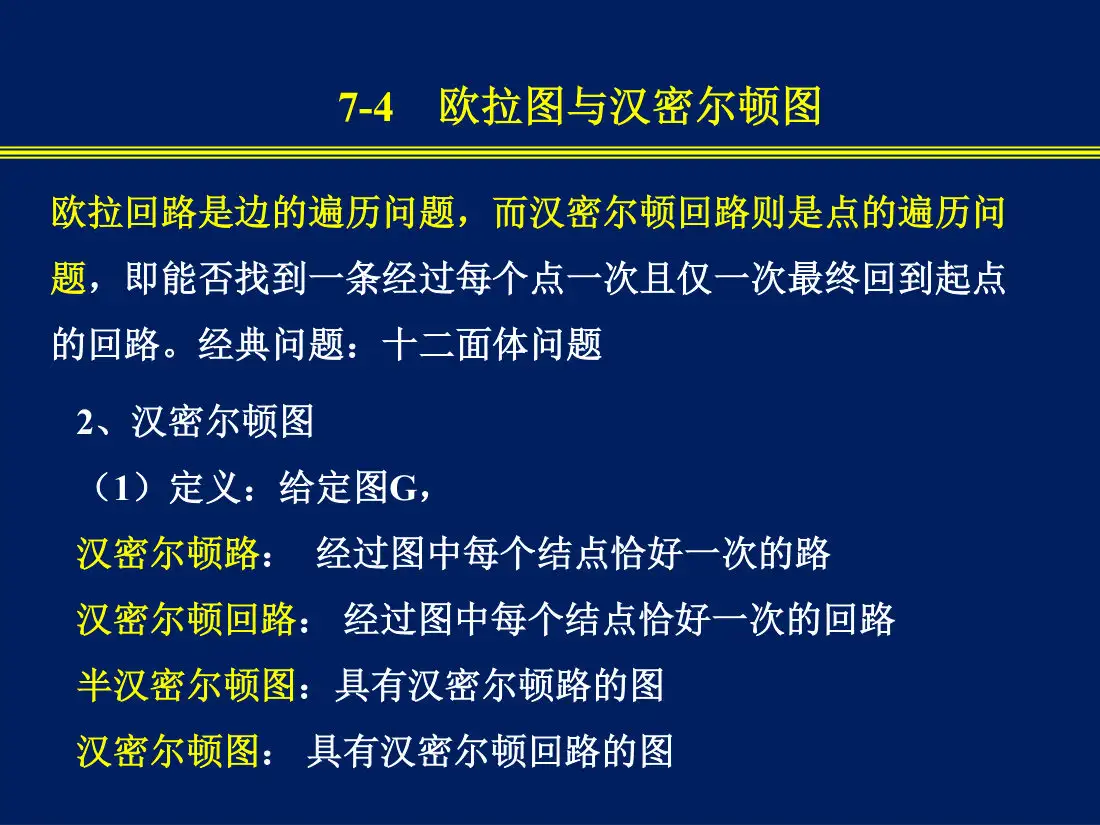 7-4 欧拉图与汉密尔顿图
欧拉回路是边的遍历问题，而汉密尔顿回路则是点的遍历问
题，即能否找到一条经过每个点一次且仅一次最终回到起点
的回路。经典问题：十二面体问题
2、汉密尔顿图
（1）定义：给定图G，
汉密尔顿路： 经过图中每个结点恰好一次的路
汉密尔顿回路： 经过图中每个结点恰好一次的回路
半汉密尔顿图：具有汉密尔顿路的图
汉密尔顿图： 具有汉密尔顿回路的图